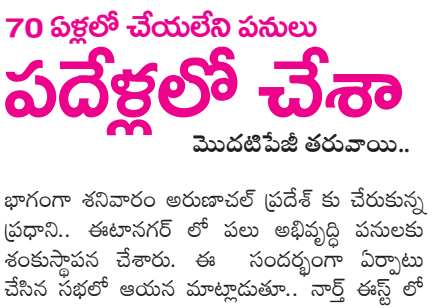 70 ఏళ్లలో చేయలేని పనులు
పదేళ్లలో చేశా
మొదటిపేజీ తరువాయి..
భాగంగా శనివారం అరుణాచల్ ప్రదేశ్ కు చేరుకున్న
ప్రధాని.. ఈటానగర్ లో పలు అభివృద్ధి పనులకు
శంకుస్థాపన చేశారు. ఈ సందర్భంగా ఏర్పాటు
చేసిన సభలో ఆయన మాట్లాడుతూ.. నార్త్ ఈస్ట్ లో